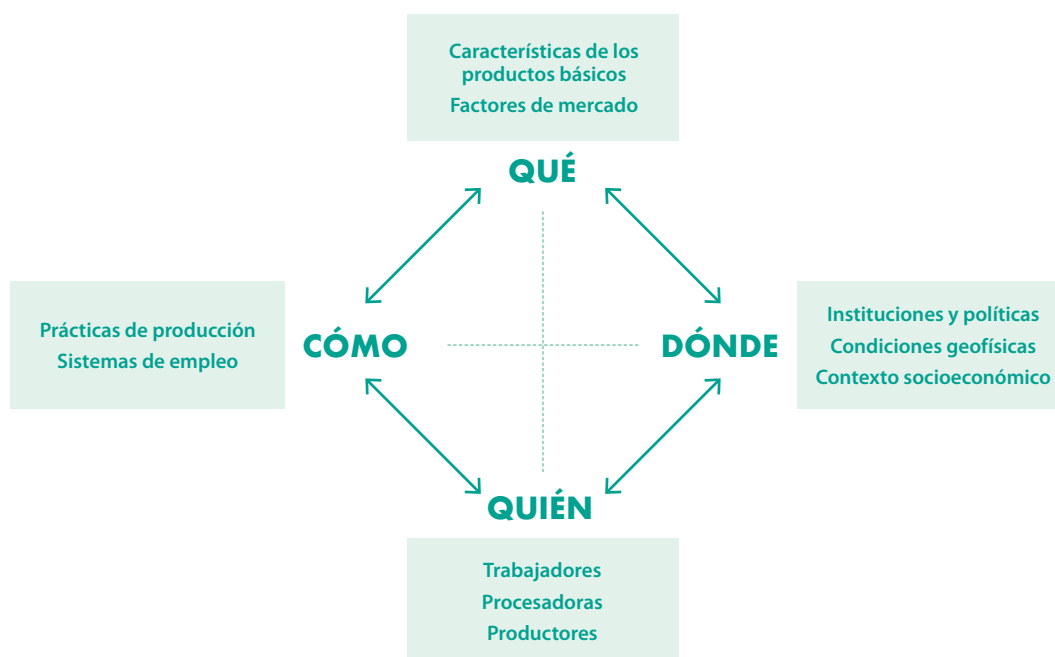 Características de los
productos básicos
Factores de mercado
QUÉ
Prácticas de producción
Sistemas de empleo
CÓMO
DÓNDE
Instituciones y políticas
Condiciones geofísicas
Contexto socioeconómico
QUIÉN
Trabajadores
Procesadoras
Productores